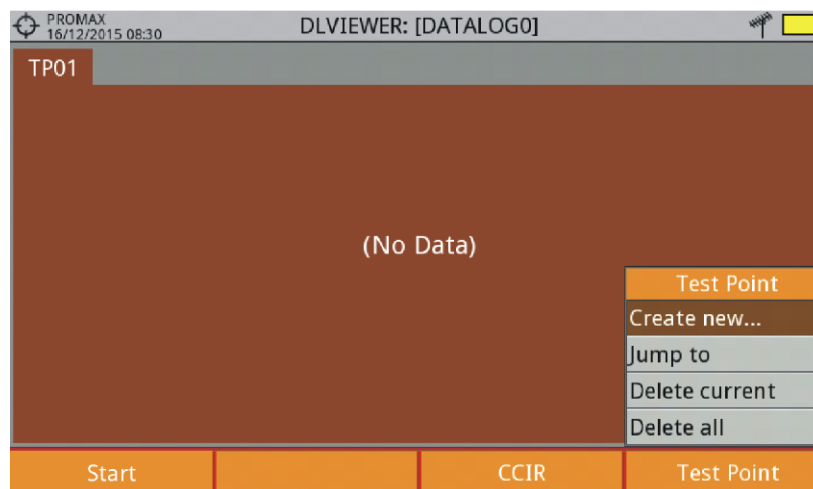 PROMAX
16/12/2015 08:30
DLVIEWER: [DATALOG0]
TP01
(No Data)
Test Point
Create new...
Jump to
Delete current
Delete all
Start
CCIR
Test Point